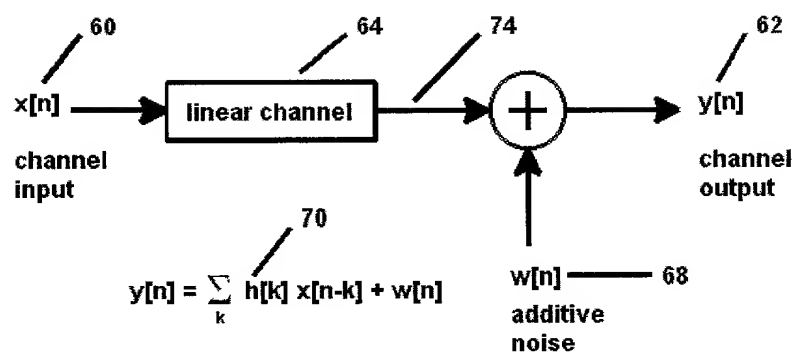 60
64
74
62
x[n]
linear channel
+
y[n]
channel
input
channel
output
70
y[n] = ∑ h[k] x[n-k] + w[n]
k
w[n]
68
additive
noise